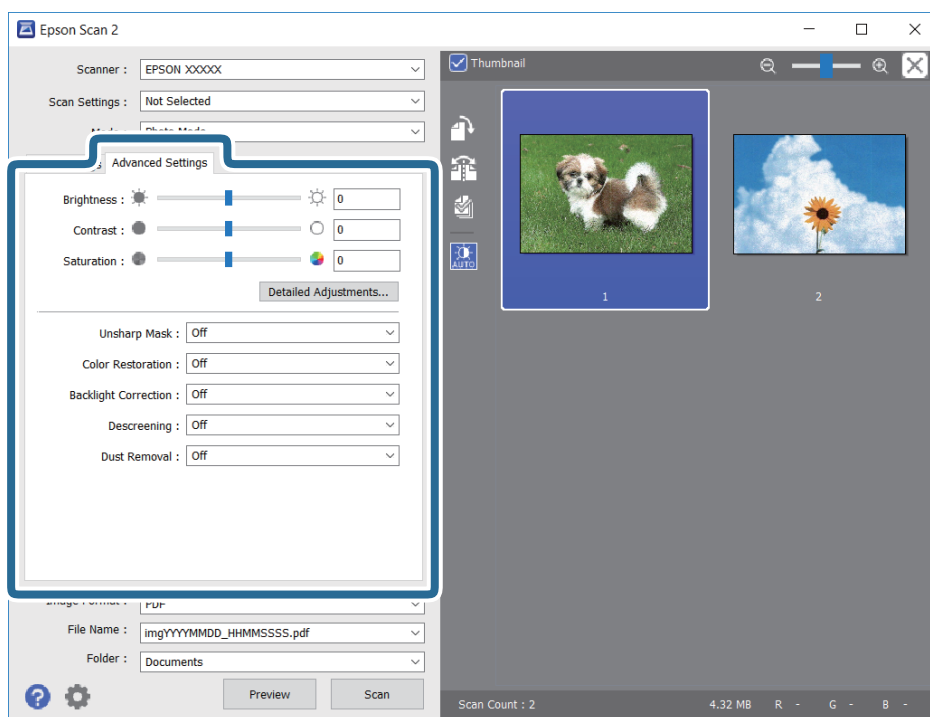 Epson Scan 2
Scanner :
EPSON XXXXX
Scan Settings :
Not Selected
Advanced Settings
Brightness :
0
Contrast :
0
Saturation :
0
Detailed Adjustments...
Unsharp Mask :
Off
Color Restoration :
Off
Backlight Correction :
Off
Descreening :
Off
Dust Removal :
Off
PDF
File Name :
imgYYYYMMDD_HHMMSSSS.pdf
Folder :
Documents
?
Preview
Scan
Thumbnail
AUTO
1
2
Scan Count : 2
4.32 MB
R -
G -
B -